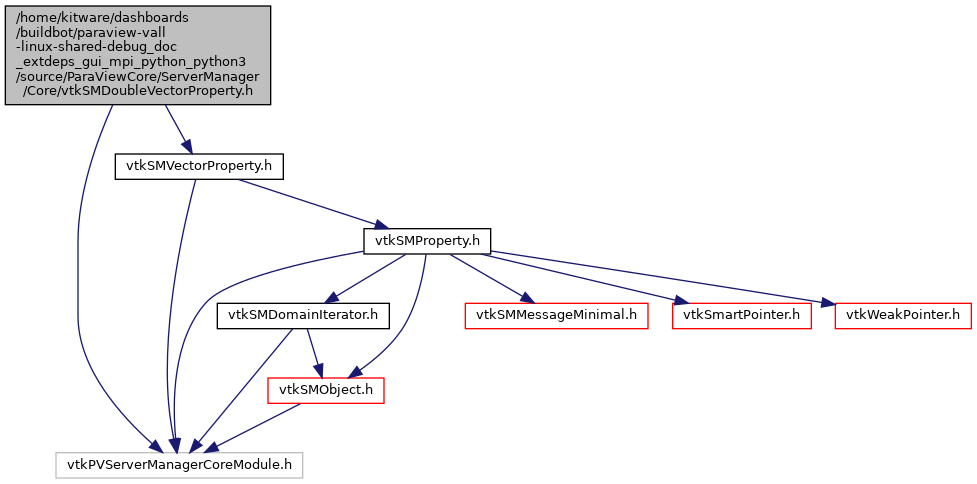 /home/kitware/dashboards
/buildbot/paraview-vall
-linux-shared-debug_doc
_extdeps_gui_mpi_python_python3
/source/ParaViewCore/ServerManager
/Core/vtkSMDoubleVectorProperty.h
vtkSMVectorProperty.h
vtkSMProperty.h
vtkSMDomainIterator.h
vtkSMMessageMinimal.h
vtkSmartPointer.h
vtkWeakPointer.h
vtkSMObject.h
vtkPVServerManagerCoreModule.h